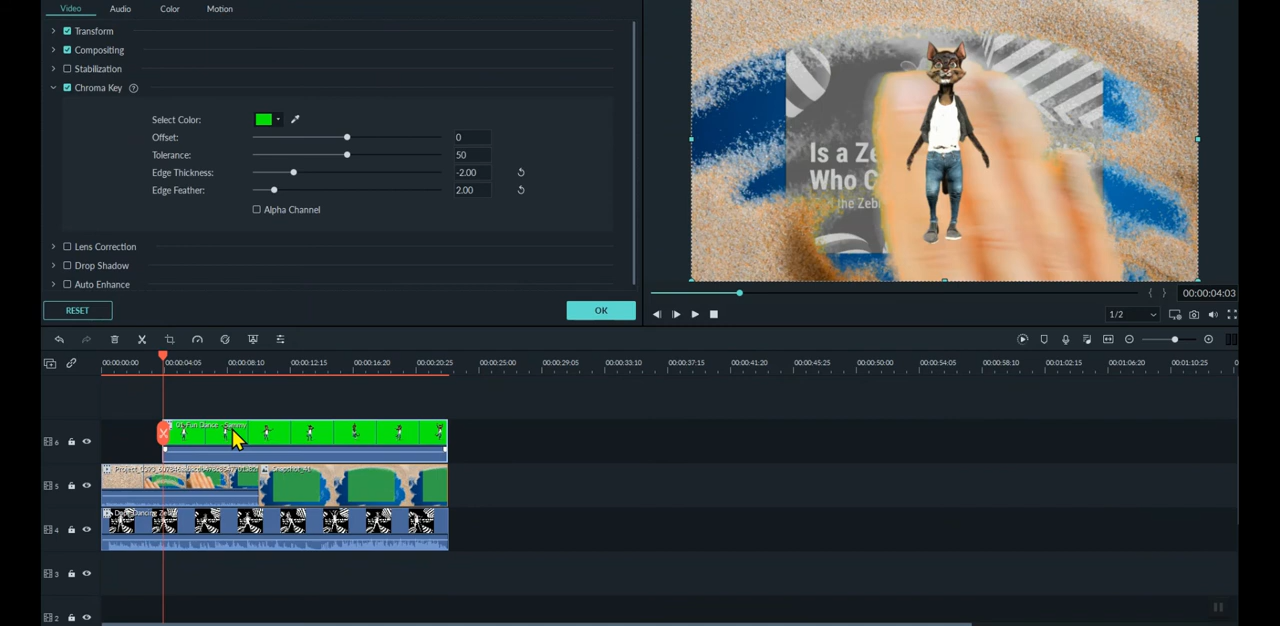 Video Audio Color Motion
Transform
Compositing
Stabilization
Chroma Key ?
Select Color:
Offset: 0
Tolerance: 50
Edge Thickness: -2.00
Edge Feather: 2.00
Alpha Channel
Lens Correction
Drop Shadow
Auto Enhance
RESET OK
Is a Ze
Who C
the Zeb
{ } 00:00:04:03
1/2
00:00:00:00 00:00:04:05 00:00:08:10 00:00:12:15 00:00:16:20 00:00:20:25 00:00:25:00 00:00:29:05 00:00:33:10 00:00:37:15 00:00:41:20 00:00:45:25 00:00:50:00 00:00:54:05 00:00:58:10 00:01:02:15 00:01:06:20 00:01:10:25
6 01-Fun Dance - Sammy
5 Snapshot_41
4 Dancing
3
2